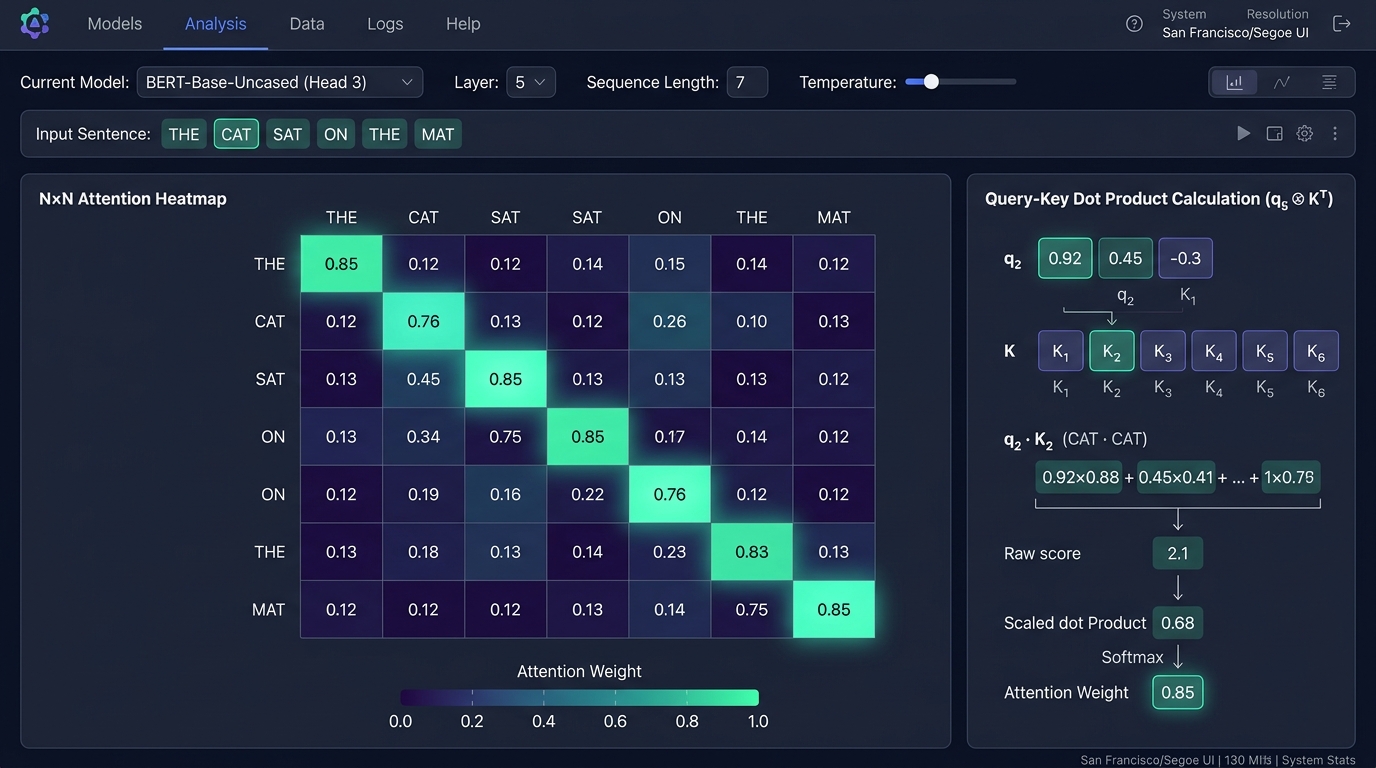 Models Analysis Data Logs Help
System Resolution
San Francisco/Segoe UI
Current Model: BERT-Base-Uncased (Head 3) Layer: 5 Sequence Length: 7 Temperature:
Input Sentence: THE CAT SAT ON THE MAT
N×N Attention Heatmap
THE CAT SAT SAT ON THE MAT
THE 0.85 0.12 0.12 0.14 0.15 0.14 0.12
CAT 0.12 0.76 0.13 0.12 0.26 0.10 0.13
SAT 0.13 0.45 0.85 0.13 0.13 0.13 0.12
ON 0.13 0.34 0.75 0.85 0.17 0.14 0.12
ON 0.12 0.19 0.16 0.22 0.76 0.12 0.12
THE 0.13 0.18 0.13 0.14 0.23 0.83 0.13
MAT 0.12 0.12 0.12 0.13 0.14 0.75 0.85
Attention Weight
0.0 0.2 0.4 0.6 0.8 1.0
Query-Key Dot Product Calculation (q₅ ⊗ Kᵀ)
q₂ 0.92 0.45 -0.3
q₂ K₁
K K₁ K₂ K₃ K₄ K₅ K₆
K₁ K₂ K₃ K₄ K₅ K₆
q₂ · K₂ (CAT · CAT)
0.92×0.88 + 0.45×0.41 + ... +
Raw score 2.1
Scaled dot Product 0.68
Softmax
Attention Weight 0.85
San Francisco/Segoe UI | 130 | System Stats